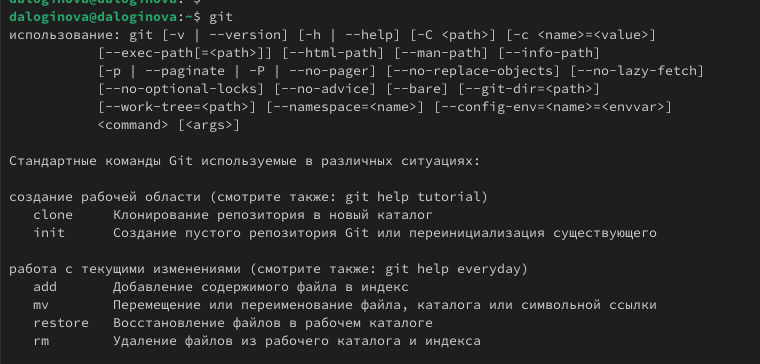 daloginova@daloginova:~$ git
использование: git [-v | --version] [-h | --help] [-C <path>] [-c <name>=<value>]
           [--exec-path[=<path>]] [--html-path] [--man-path] [--info-path]
           [-p | --paginate | -P | --no-pager] [--no-replace-objects] [--no-lazy-fetch]
           [--no-optional-locks] [--no-advice] [--bare] [--git-dir=<path>]
           [--work-tree=<path>] [--namespace=<name>] [--config-env=<name>=<envvar>]
           <command> [<args>]

Стандартные команды Git используемые в различных ситуациях:

создание рабочей области (смотрите также: git help tutorial)
   clone     Клонирование репозитория в новый каталог
   init      Создание пустого репозитория Git или переинициализация существующего

работа с текущими изменениями (смотрите также: git help everyday)
   add       Добавление содержимого файла в индекс
   mv        Перемещение или переименование файла, каталога или символьной ссылки
   restore   Восстановление файлов в рабочем каталоге
   rm        Удаление файлов из рабочего каталога и индекса